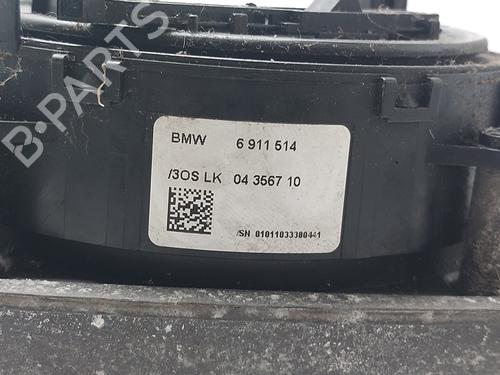 B-PARTS
BMW 6 911 514
/3OS LK 04 3567 10
/SN 01011033380441